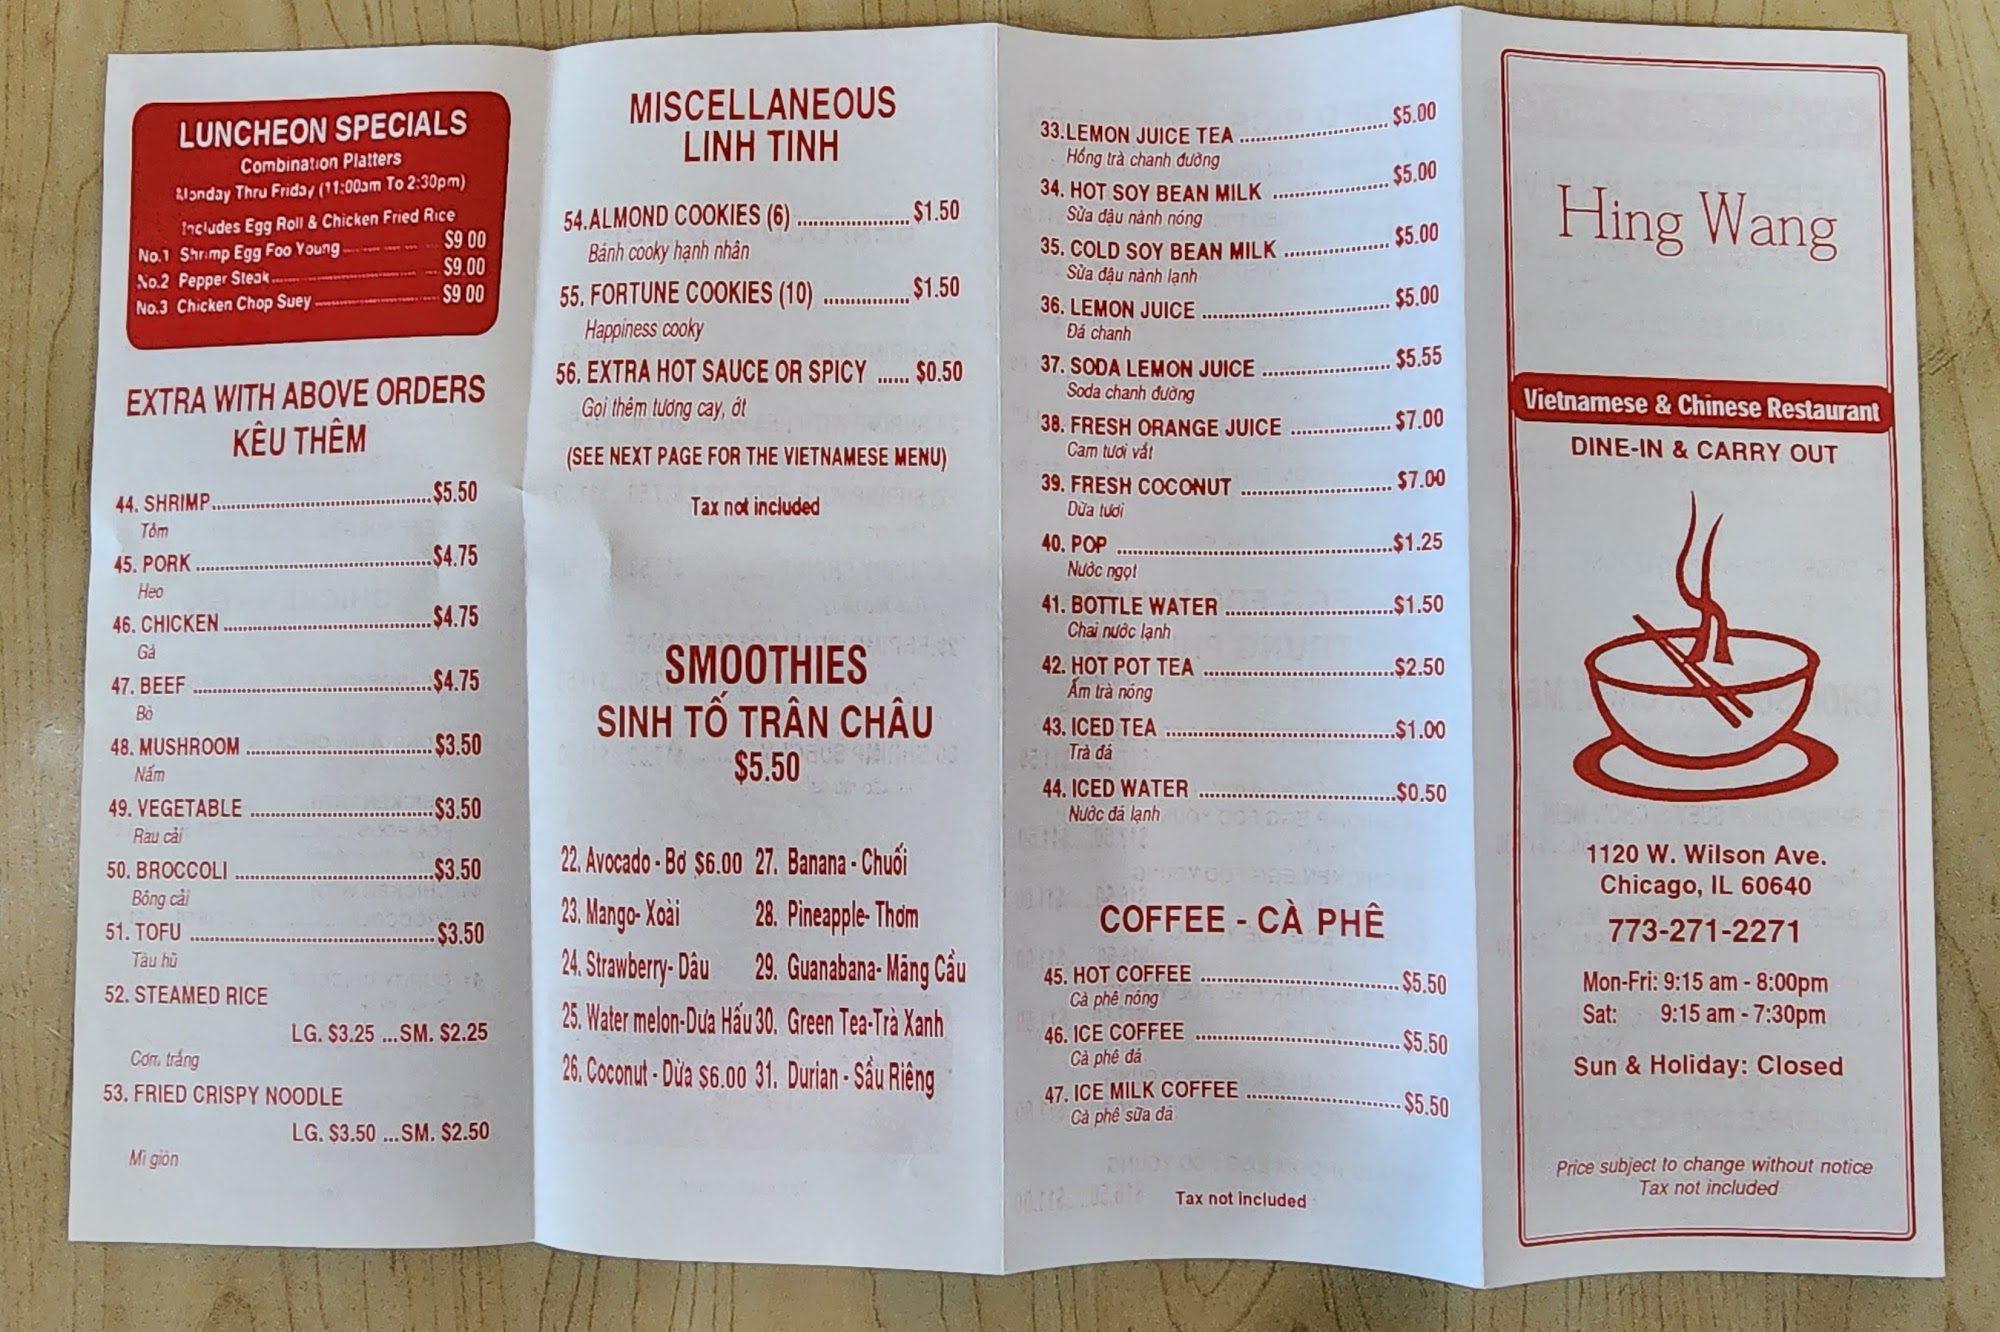 LUNCHEON SPECIALS
Combination Platters
Monday Thru Friday (11:00am To 2:30pm)
Includes Egg Roll & Chicken Fried Rice
No.1 Shrimp Egg Foo Young $9 00
No.2 Pepper Steak $9.00
No.3 Chicken Chop Suey $9 00
EXTRA WITH ABOVE ORDERS
KÊU THÊM
44. SHRIMP $5.50
Tôm
45. PORK $4.75
Heo
46. CHICKEN $4.75
Gà
47. BEEF $4.75
Bò
48. MUSHROOM $3.50
Nấm
49. VEGETABLE $3.50
Rau cải
50. BROCCOLI $3.50
Bông cải
51. TOFU $3.50
Tàu hũ
52. STEAMED RICE
LG. $3.25 ...SM. $2.25
Cơm trắng
53. FRIED CRISPY NOODLE
LG. $3.50 ...SM. $2.50
Mì giòn
MISCELLANEOUS
LINH TINH
54.ALMOND COOKIES (6) $1.50
Bánh cooky hạnh nhân
55. FORTUNE COOKIES (10) $1.50
Happiness cooky
56. EXTRA HOT SAUCE OR SPICY ...... $0.50
Gọi thêm tương cay, ớt
(SEE NEXT PAGE FOR THE VIETNAMESE MENU)
Tax not included
SMOOTHIES
SINH TỐ TRÂN CHÂU
$5.50
22. Avocado - Bơ $6.00 27. Banana - Chuối
23. Mango- Xoài 28. Pineapple- Thơm
24. Strawberry- Dâu 29. Guanabana- Mãng Cầu
25. Water melon-Dưa Hấu 30. Green Tea-Trà Xanh
26. Coconut - Dừa $6.00 31. Durian - Sầu Riêng
33.LEMON JUICE TEA $5.00
Hồng trà chanh đường
34. HOT SOY BEAN MILK $5.00
Sửa đậu nành nóng
35. COLD SOY BEAN MILK $5.00
Sửa đậu nành lạnh
36. LEMON JUICE $5.00
Đá chanh
37. SODA LEMON JUICE $5.55
Soda chanh đường
38. FRESH ORANGE JUICE $7.00
Cam tươi vắt
39. FRESH COCONUT $7.00
Dừa tươi
40. POP $1.25
Nước ngọt
41. BOTTLE WATER $1.50
Chai nước lạnh
42. HOT POT TEA $2.50
Ấm trà nóng
43. ICED TEA $1.00
Trà đá
44. ICED WATER $0.50
Nước đá lạnh
COFFEE - CÀ PHÊ
45. HOT COFFEE $5.50
Cà phê nóng
46. ICE COFFEE $5.50
Cà phê đá
47. ICE MILK COFFEE $5.50
Cà phê sữa đá
Tax not included
Hing Wang
Vietnamese & Chinese Restaurant
DINE-IN & CARRY OUT
1120 W. Wilson Ave.
Chicago, IL 60640
773-271-2271
Mon-Fri: 9:15 am - 8:00pm
Sat: 9:15 am - 7:30pm
Sun & Holiday: Closed
Price subject to change without notice
Tax not included